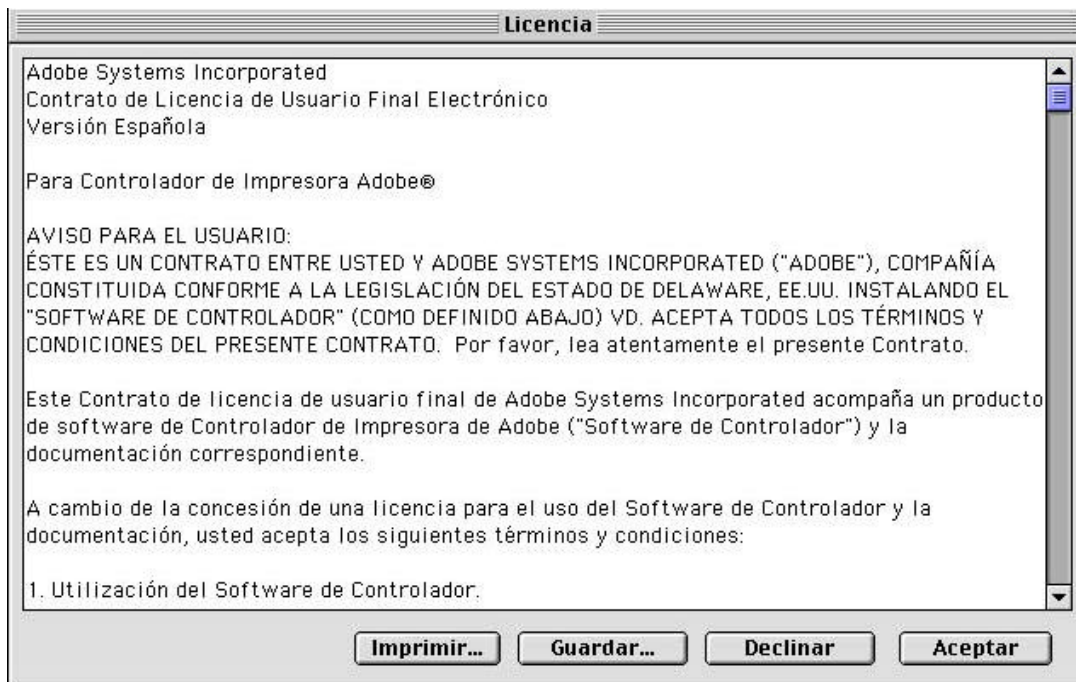 Licencia
Adobe Systems Incorporated
Contrato de Licencia de Usuario Final Electrónico
Versión Española
Para Controlador de Impresora Adobe®
AVISO PARA EL USUARIO:
ÉSTE ES UN CONTRATO ENTRE USTED Y ADOBE SYSTEMS INCORPORATED ("ADOBE"), COMPAÑÍA
CONSTITUIDA CONFORME A LA LEGISLACIÓN DEL ESTADO DE DELAWARE, EE.UU. INSTALANDO EL
"SOFTWARE DE CONTROLADOR" (COMO DEFINIDO ABAJO) VD. ACEPTA TODOS LOS TÉRMINOS Y
CONDICIONES DEL PRESENTE CONTRATO.  Por favor, lea atentamente el presente Contrato.
Este Contrato de licencia de usuario final de Adobe Systems Incorporated acompaña un producto
de software de Controlador de Impresora de Adobe ("Software de Controlador") y la
documentación correspondiente.
A cambio de la concesión de una licencia para el uso del Software de Controlador y la
documentación, usted acepta los siguientes términos y condiciones:
1. Utilización del Software de Controlador.
Imprimir... Guardar... Declinar Aceptar